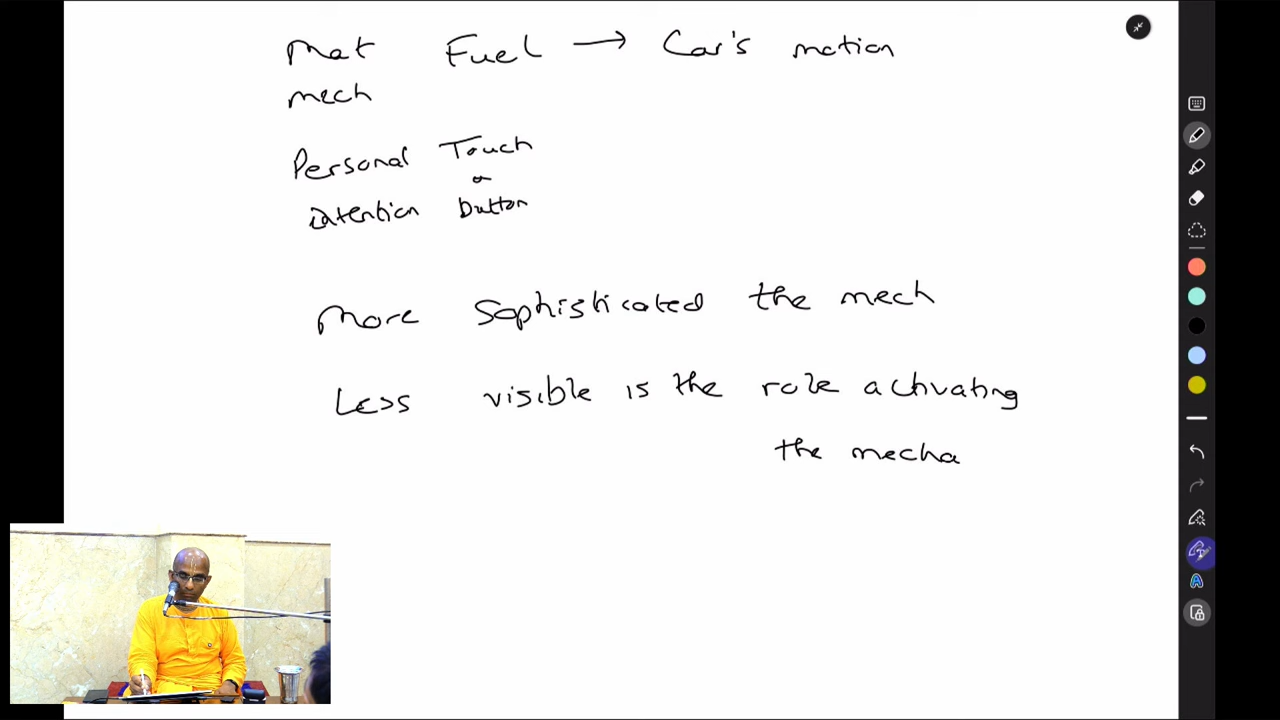 Mat Fuel → Car's motion
mech
Personal Touch
a
intention button
More Sophisticated the mech
Less visible is the role activating
the mecha